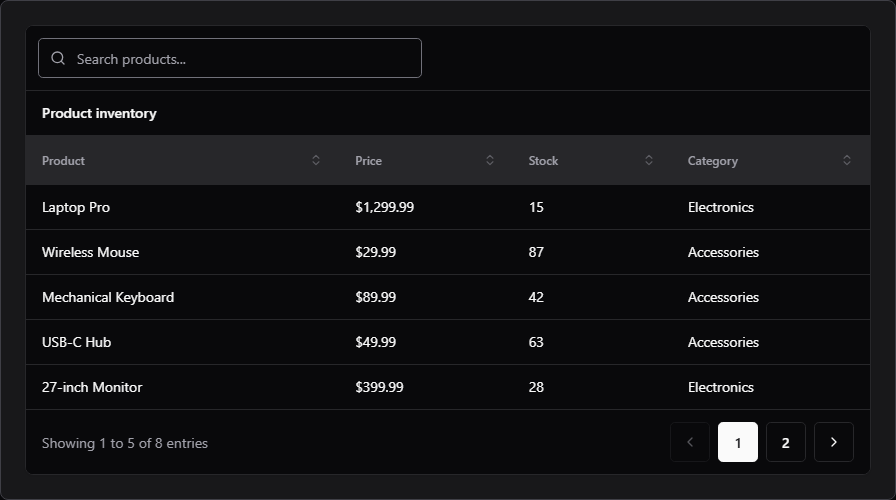 Search products...
Product inventory
Product Price Stock Category
Laptop Pro $1,299.99 15 Electronics
Wireless Mouse $29.99 87 Accessories
Mechanical Keyboard $89.99 42 Accessories
USB-C Hub $49.99 63 Accessories
27-inch Monitor $399.99 28 Electronics
Showing 1 to 5 of 8 entries 1 2